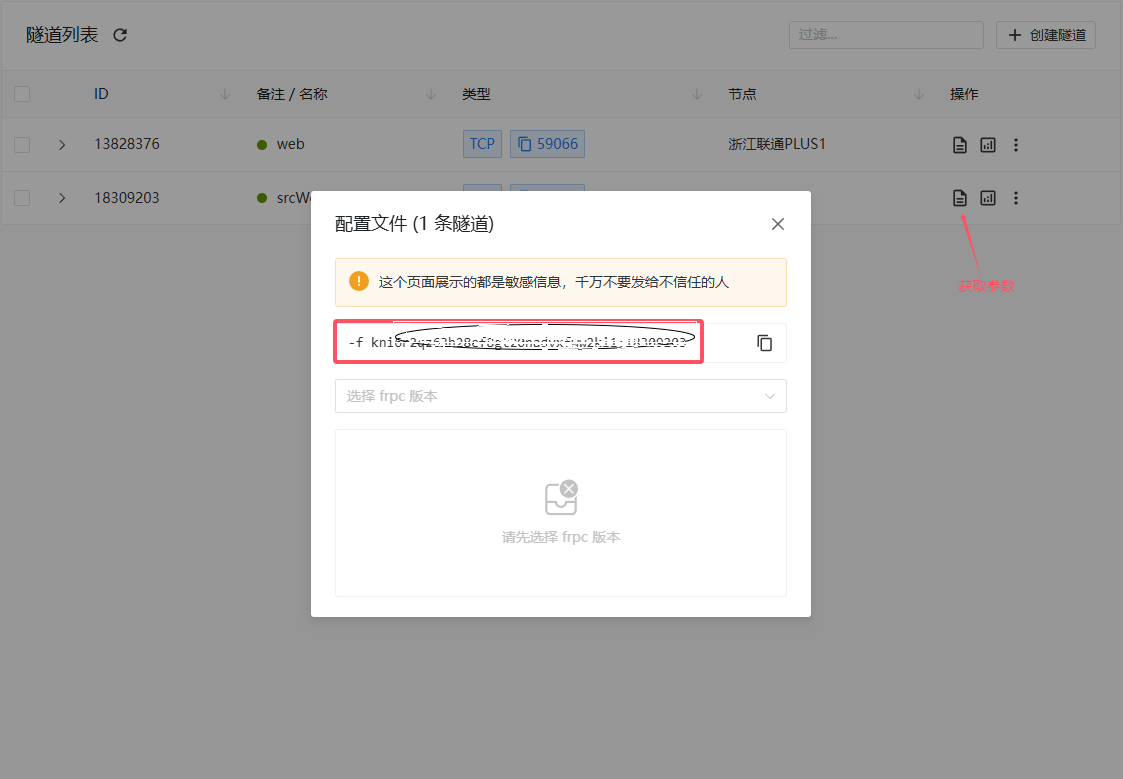 隧道列表
过滤...
创建隧道
ID
备注 / 名称
类型
节点
操作
13828376
web
TCP
59066
浙江联通PLUS1
18309203
获取参数
配置文件 (1 条隧道)
这个页面展示的都是敏感信息，千万不要发给不信任的人
-f
选择 frpc 版本
请先选择 frpc 版本